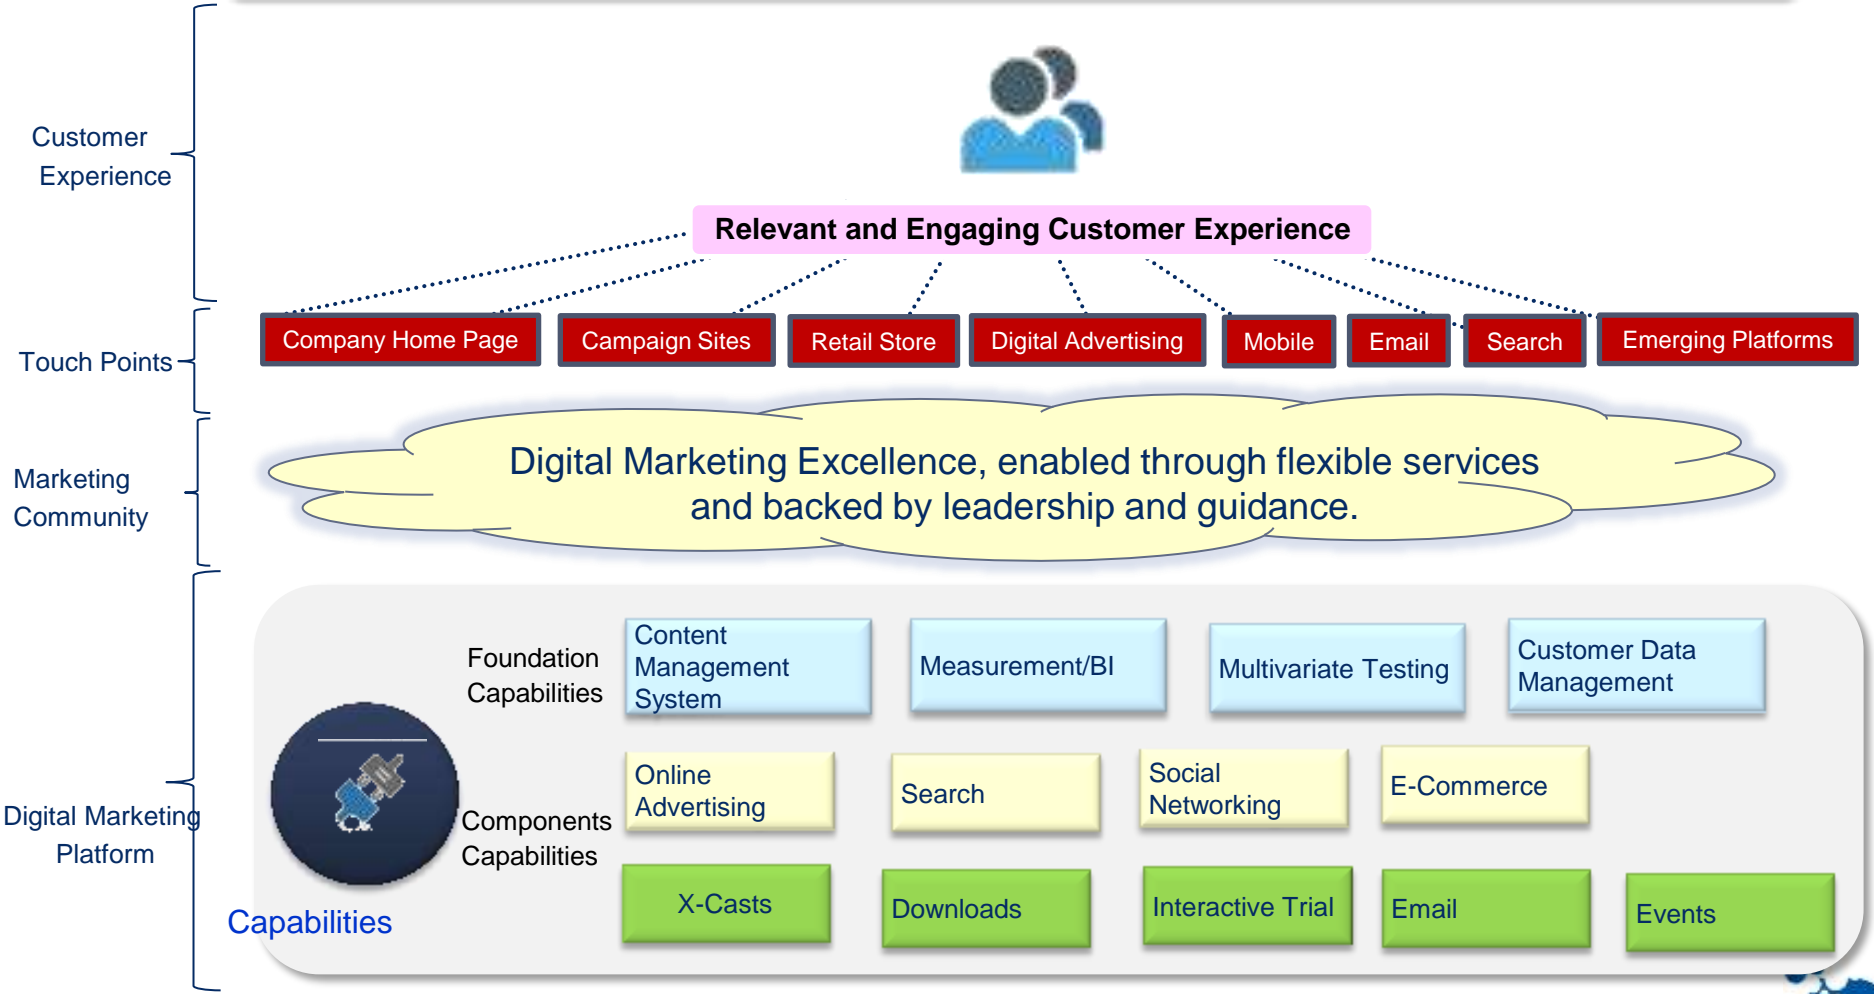 Customer
Experience
Relevant and Engaging Customer Experience
Touch Points
Company Home Page
Campaign Sites
Retail Store
Digital Advertising
Mobile
Email
Search
Emerging Platforms
Marketing
Community
Digital Marketing Excellence, enabled through flexible services
and backed by leadership and guidance.
Digital Marketing
Platform
Capabilities
Foundation
Capabilities
Content
Management
System
Measurement/BI
Multivariate Testing
Customer Data
Management
Components
Capabilities
Online
Advertising
Search
Social
Networking
E-Commerce
X-Casts
Downloads
Interactive Trial
Email
Events